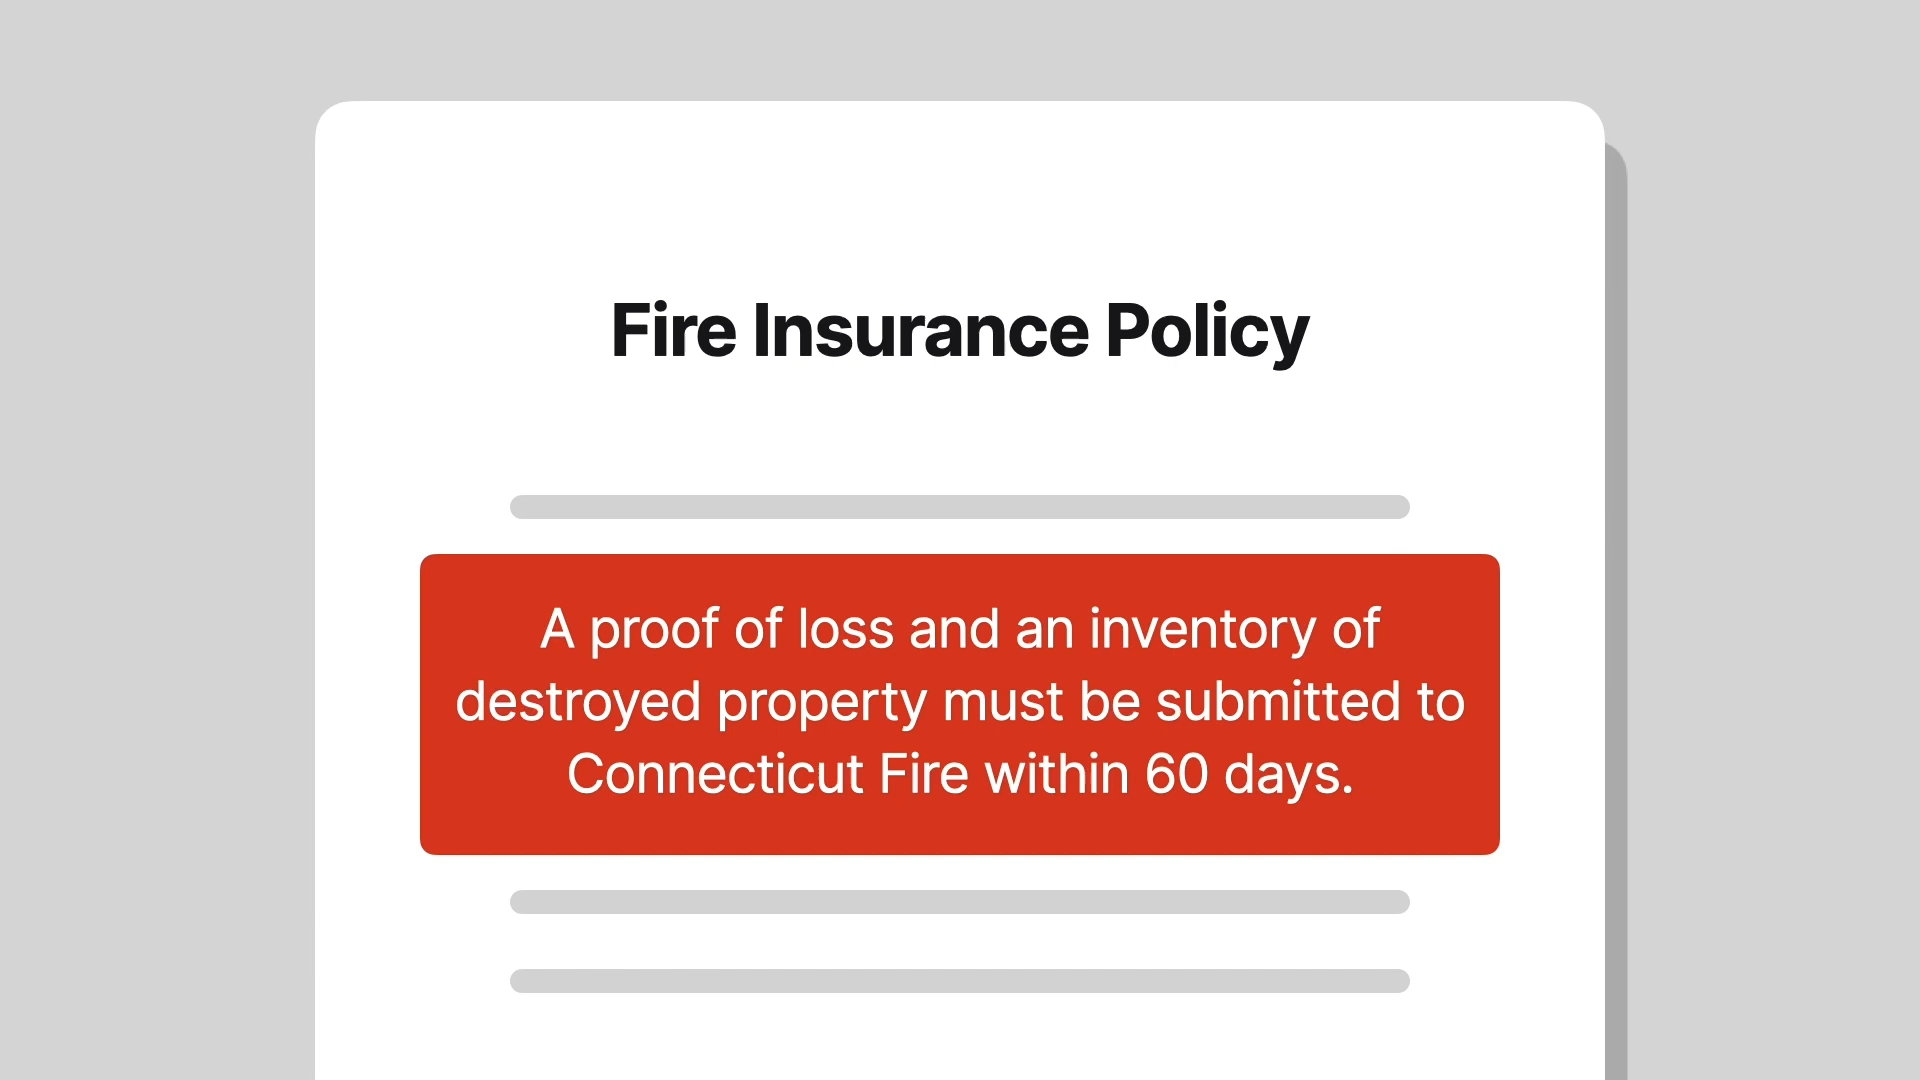 Fire Insurance Policy
A proof of loss and an inventory of
destroyed property must be submitted to
Connecticut Fire within 60 days.